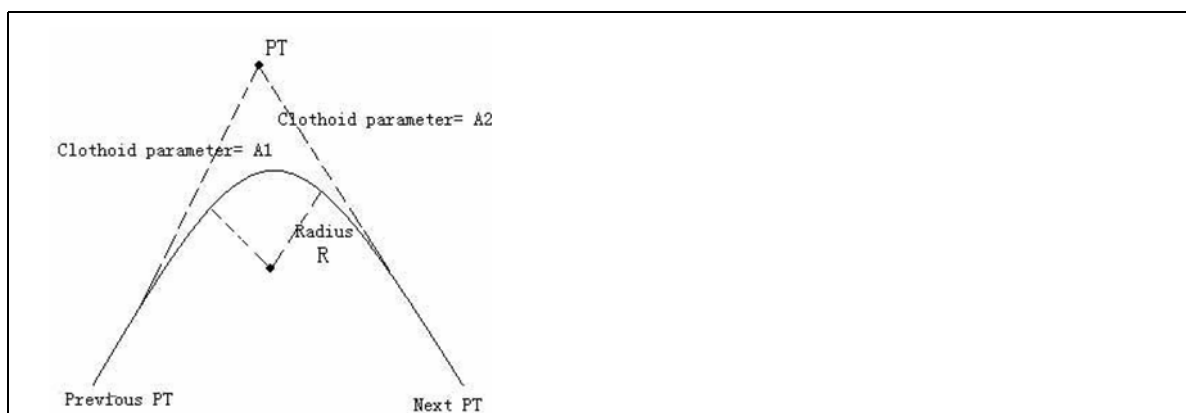 PT
Clothoid parameter= A2
Clothoid parameter= A1
Radius
R
Previous PT
Next PT